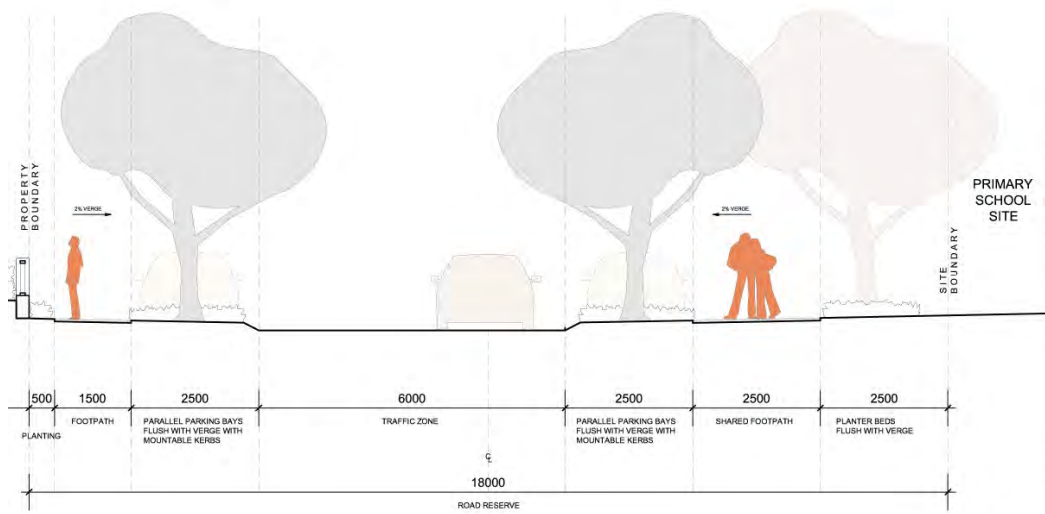 PROPERTY
BOUNDARY
2% VERGE
2% VERGE
PRIMARY
SCHOOL
SITE
SITE
BOUNDARY
500
1500
2500
6000
2500
2500
2500
PLANTING
FOOTPATH
PARALLEL PARKING BAYS
FLUSH WITH VERGE WITH
MOUNTABLE KERBS
TRAFFIC ZONE
PARALLEL PARKING BAYS
FLUSH WITH VERGE WITH
MOUNTABLE KERBS
SHARED FOOTPATH
PLANTER BEDS
FLUSH WITH VERGE
℄
18000
ROAD RESERVE